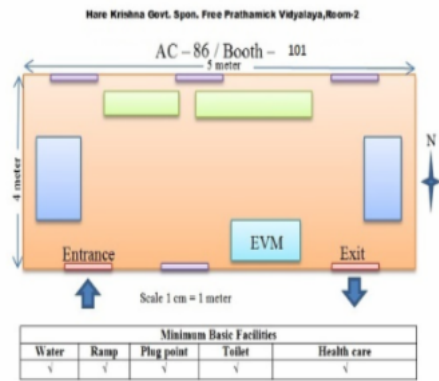 Hare Krishna Govt. Spon. Free Prathamick Vidyalaya,Room-2
AC – 86 / Booth – 101
5 meter
4 meter
N
EVM
Entrance
Exit
Scale 1 cm = 1 meter
Minimum Basic Facilities
Water Ramp Plug point Toilet Health care
√ √ √ √ √